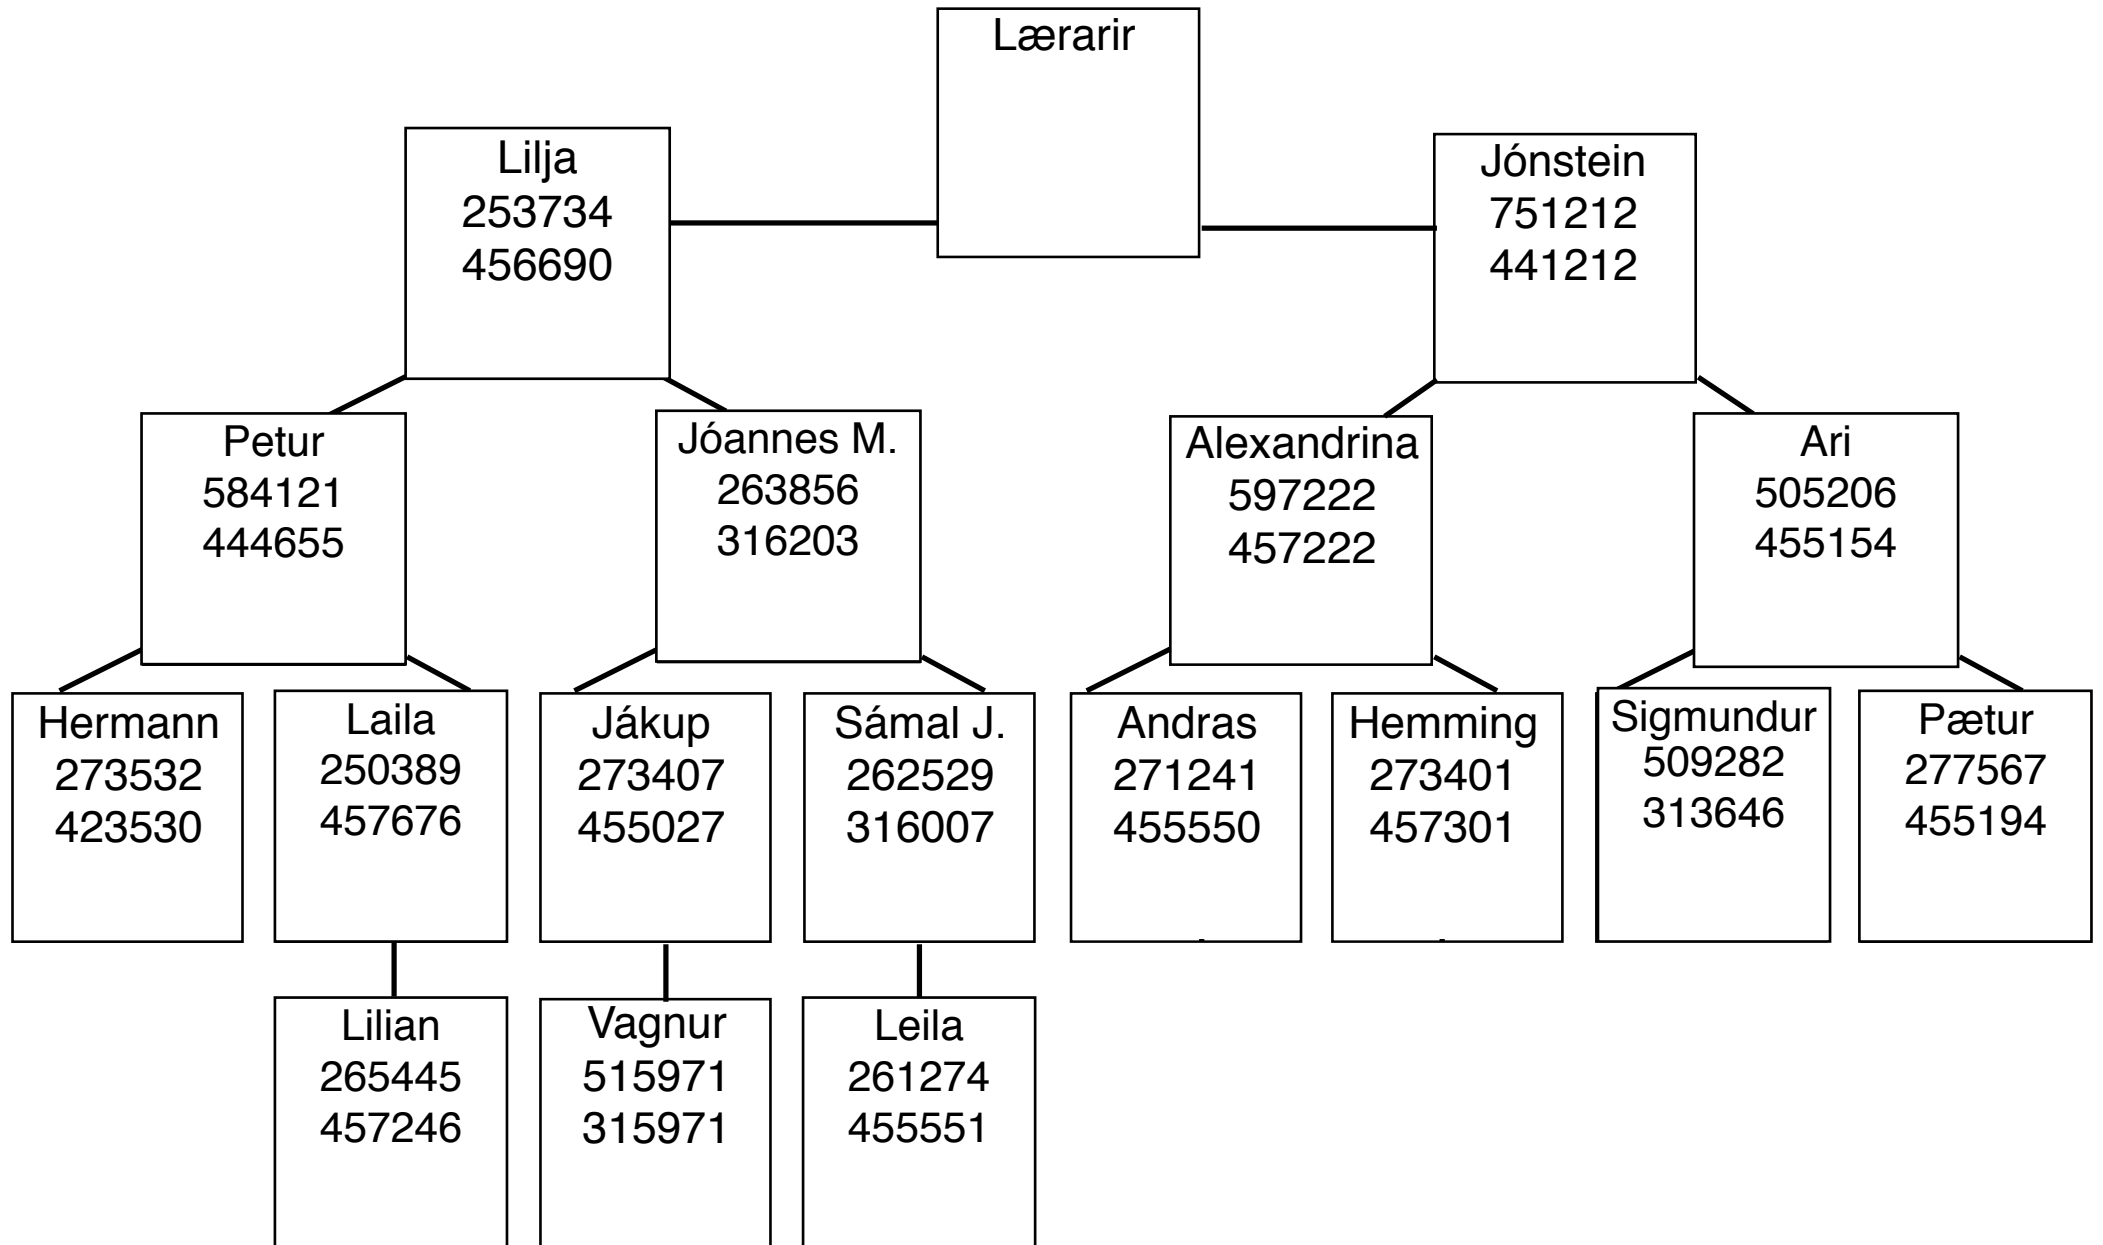 Lærarir
Lilja
253734
456690
Jónstein
751212
441212
Petur
584121
444655
Jóannes M.
263856
316203
Alexandrina
597222
457222
Ari
505206
455154
Hermann
273532
423530
Laila
250389
457676
Jákup
273407
455027
Sámal J.
262529
316007
Andras
271241
455550
Hemming
273401
457301
Sigmundur
509282
313646
Pætur
277567
455194
Lilian
265445
457246
Vagnur
515971
315971
Leila
261274
455551